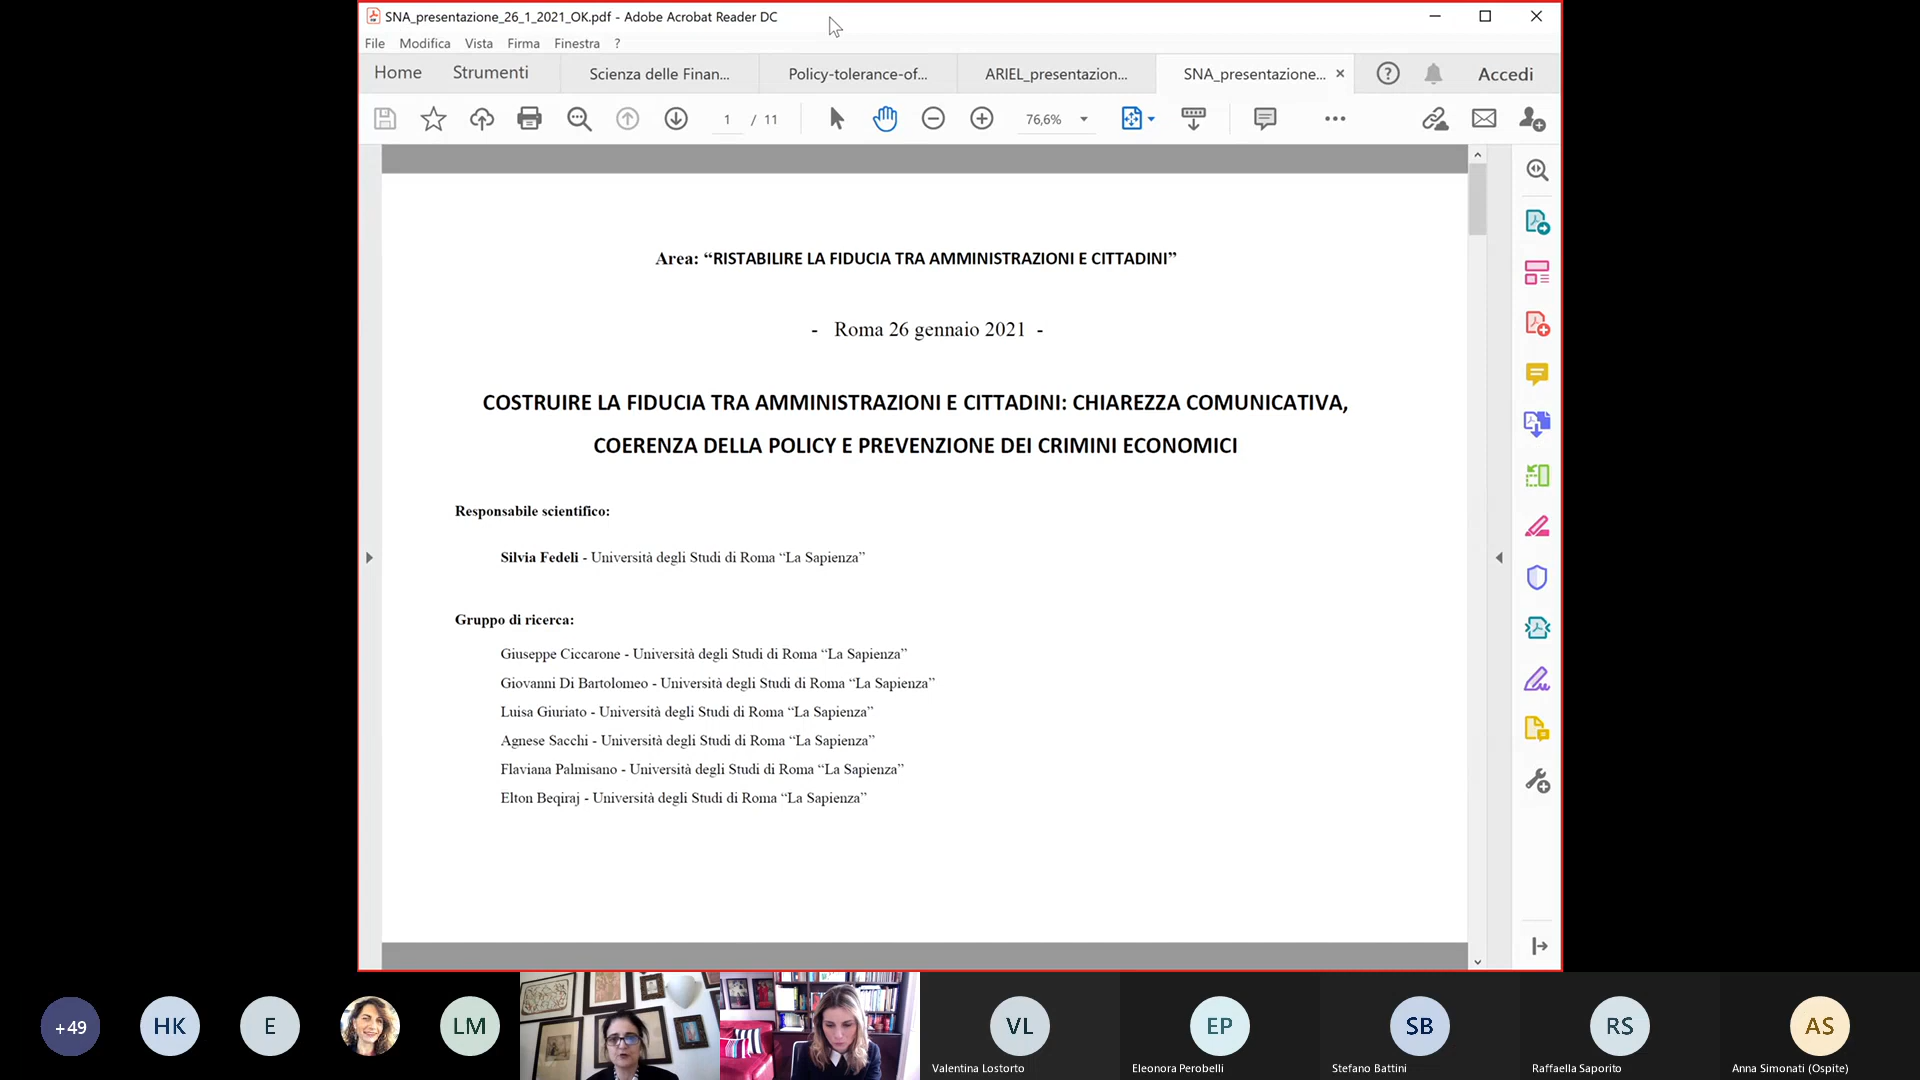 SNA_presentazione_26_1_2021_OK.pdf - Adobe Acrobat Reader DC
File Modifica Vista Firma Finestra ?
Home Strumenti Scienza delle Finan... Policy-tolerance-of... ARIEL_presentazion... SNA_presentazione... × ? Accedi
1 / 11 76,6% •••
Area: “RISTABILIRE LA FIDUCIA TRA AMMINISTRAZIONI E CITTADINI”
- Roma 26 gennaio 2021 -
COSTRUIRE LA FIDUCIA TRA AMMINISTRAZIONI E CITTADINI: CHIAREZZA COMUNICATIVA,
COERENZA DELLA POLICY E PREVENZIONE DEI CRIMINI ECONOMICI
Responsabile scientifico:
Silvia Fedeli - Università degli Studi di Roma “La Sapienza”
Gruppo di ricerca:
Giuseppe Ciccarone - Università degli Studi di Roma “La Sapienza”
Giovanni Di Bartolomeo - Università degli Studi di Roma “La Sapienza”
Luisa Giuriato - Università degli Studi di Roma “La Sapienza”
Agnese Sacchi - Università degli Studi di Roma “La Sapienza”
Flaviana Palmisano - Università degli Studi di Roma “La Sapienza”
Elton Beqiraj - Università degli Studi di Roma “La Sapienza”
+49 HK E LM VL EP SB RS AS
Valentina Lostorto Eleonora Perobelli Stefano Battini Raffaella Saporito Anna Simonati (Ospite)